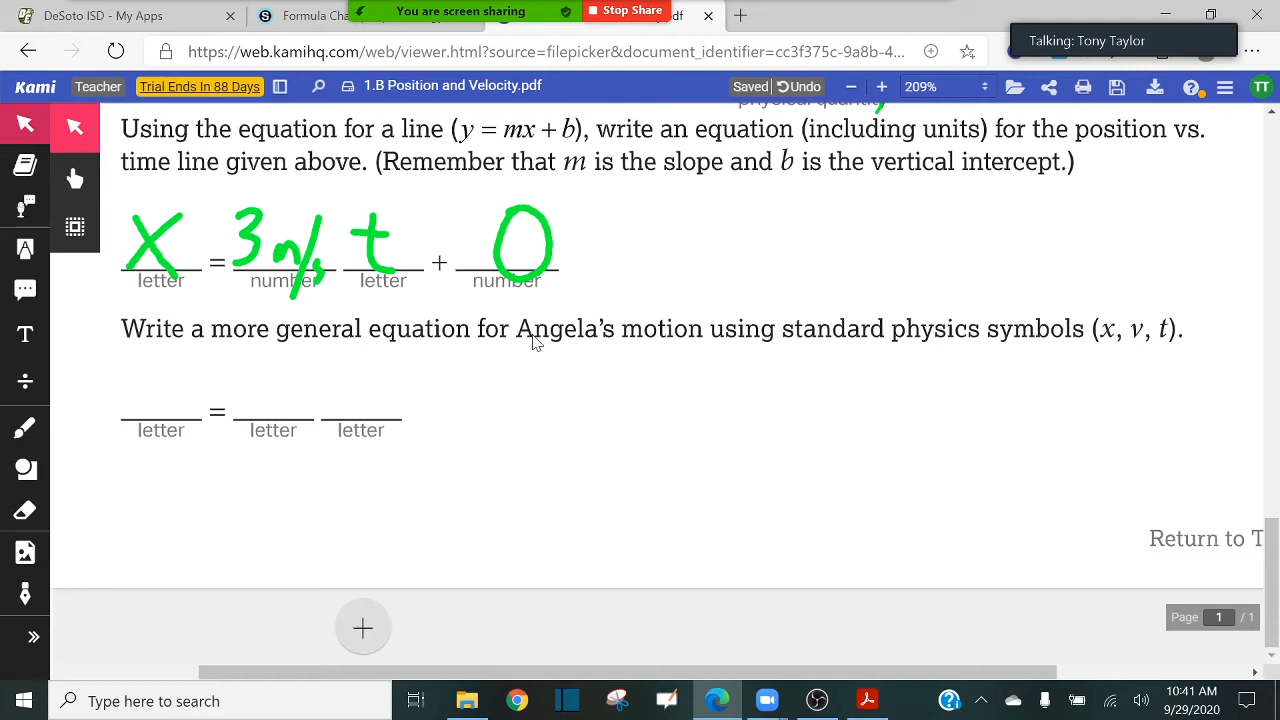 DeSoto ISD - My Apps
Formula Cha
You are screen sharing
Stop Share
.pdf
https://web.kamihq.com/web/viewer.html?source=filepicker&document_identifier=cc3f375c-9a8b-4...
Talking: Tony Taylor
Kami
Teacher
Trial Ends In 88 Days
1.B Position and Velocity.pdf
Saved
Undo
209%
TT
physical quantity
Using the equation for a line (y = mx + b), write an equation (including units) for the position vs.
time line given above. (Remember that m is the slope and b is the vertical intercept.)
X = 3 m/s t + 0
letter number letter number
Write a more general equation for Angela's motion using standard physics symbols (x, v, t).
=
letter letter letter
Return to T
Page 1 / 1
Type here to search
10:41 AM
9/29/2020